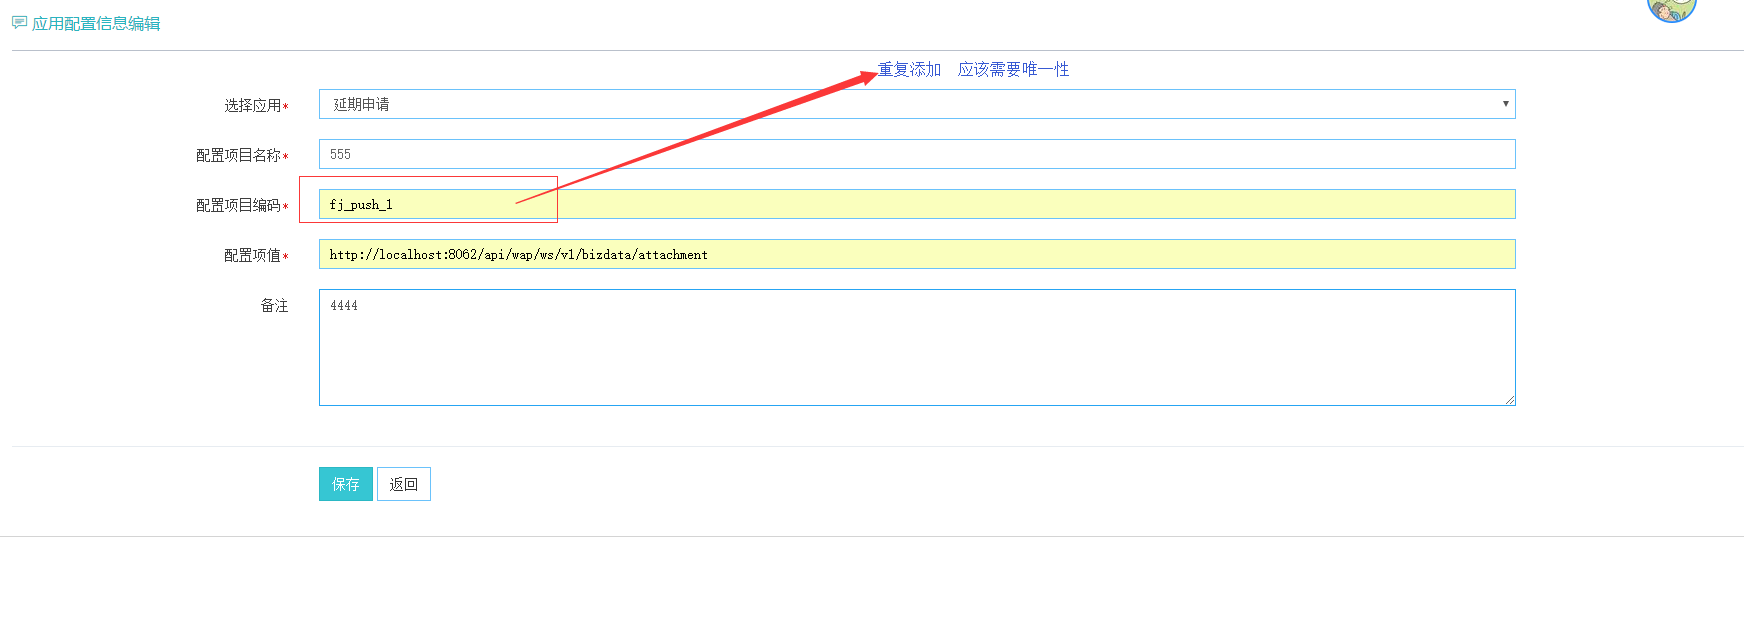 应用配置信息编辑
重复添加 应该需要唯一性
选择应用* 延期申请
配置项目名称* 555
配置项目编码* fj_push_1
配置项值* http://localhost:8062/api/wap/ws/v1/bizdata/attachment
备注 4444
保存 返回